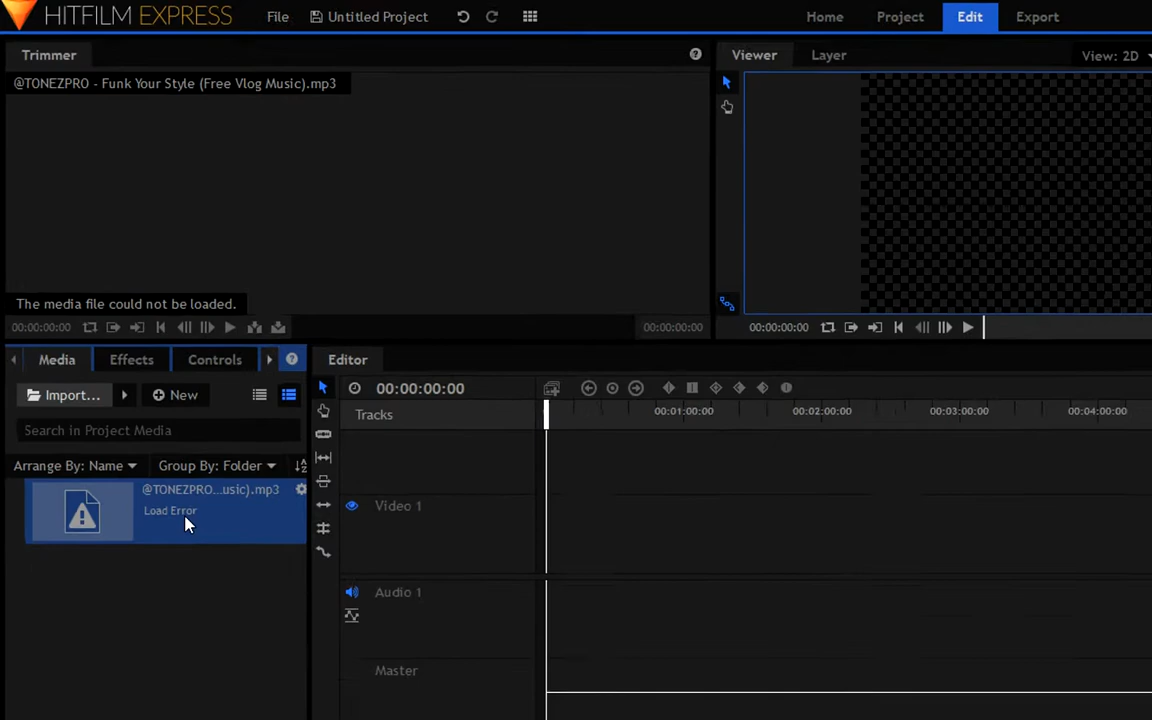 HITFILM EXPRESS
File
Untitled Project
Home
Project
Edit
Export
Trimmer
Viewer
Layer
View: 2D
@TONEZPRO - Funk Your Style (Free Vlog Music).mp3
The media file could not be loaded.
00:00:00:00
00:00:00:00
00:00:00:00
Media
Effects
Controls
Editor
Import...
New
00:00:00:00
Tracks
00:01:00:00
00:02:00:00
00:03:00:00
00:04:00:00
Search in Project Media
Arrange By: Name
Group By: Folder
@TONEZPRO...usic).mp3
Load Error
Video 1
Audio 1
Master